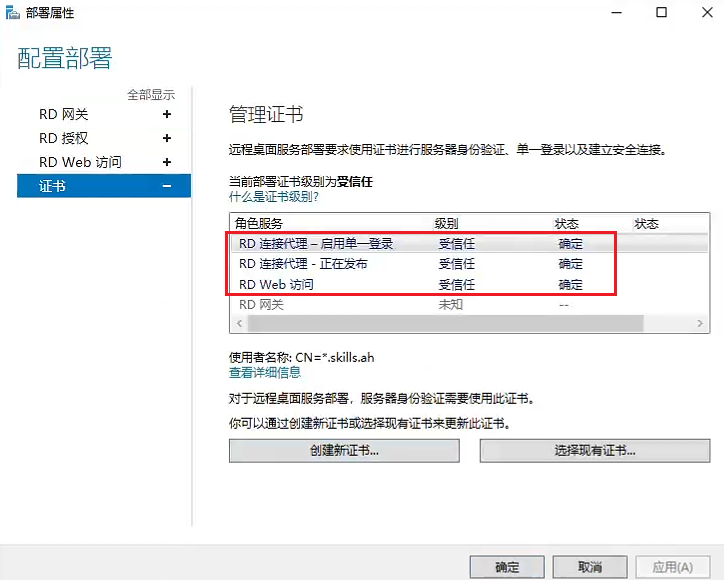 部署属性
配置部署
全部显示
RD 网关 +
RD 授权 +
RD Web 访问 +
证书 −
管理证书
远程桌面服务部署要求使用证书进行服务器身份验证、单一登录以及建立安全连接。
当前部署证书级别为受信任
什么是证书级别?
角色服务 级别 状态 状态
RD 连接代理 – 启用单一登录 受信任 确定
RD 连接代理 - 正在发布 受信任 确定
RD Web 访问 受信任 确定
RD 网关 未知 --
使用者名称: CN=*.skills.ah
查看详细信息
对于远程桌面服务部署，服务器身份验证需要使用此证书。
你可以通过创建新证书或选择现有证书来更新此证书。
创建新证书... 选择现有证书...
确定 取消 应用(A)